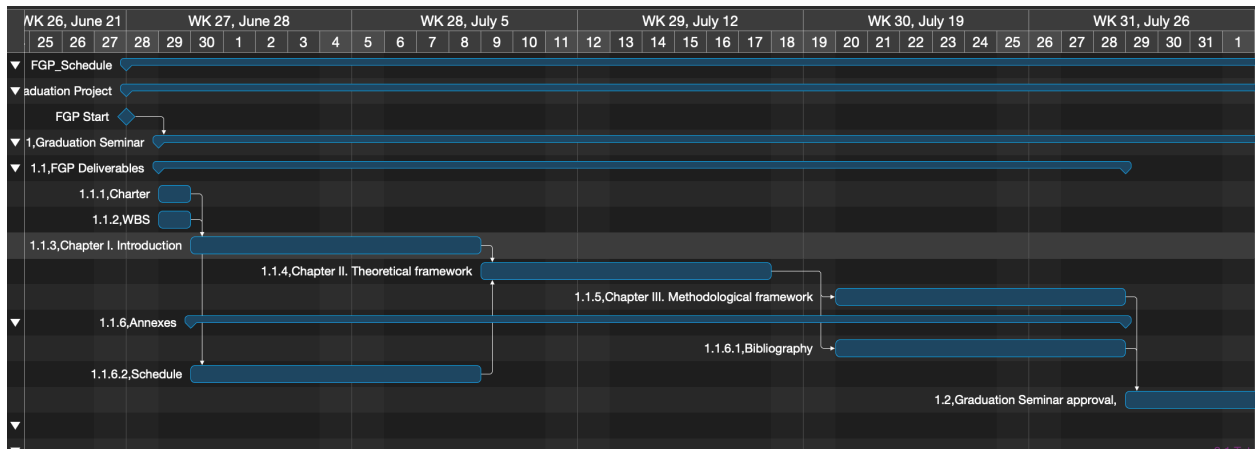 WK 26, June 21 WK 27, June 28 WK 28, July 5 WK 29, July 12 WK 30, July 19 WK 31, July 26
25 26 27 28 29 30 1 2 3 4 5 6 7 8 9 10 11 12 13 14 15 16 17 18 19 20 21 22 23 24 25 26 27 28 29 30 31 1
FGP_Schedule
aduation Project
FGP Start
1,Graduation Seminar
1.1,FGP Deliverables
1.1.1,Charter
1.1.2,WBS
1.1.3,Chapter I. Introduction
1.1.4,Chapter II. Theoretical framework
1.1.5,Chapter III. Methodological framework
1.1.6,Annexes
1.1.6.1,Bibliography
1.1.6.2,Schedule
1.2,Graduation Seminar approval,